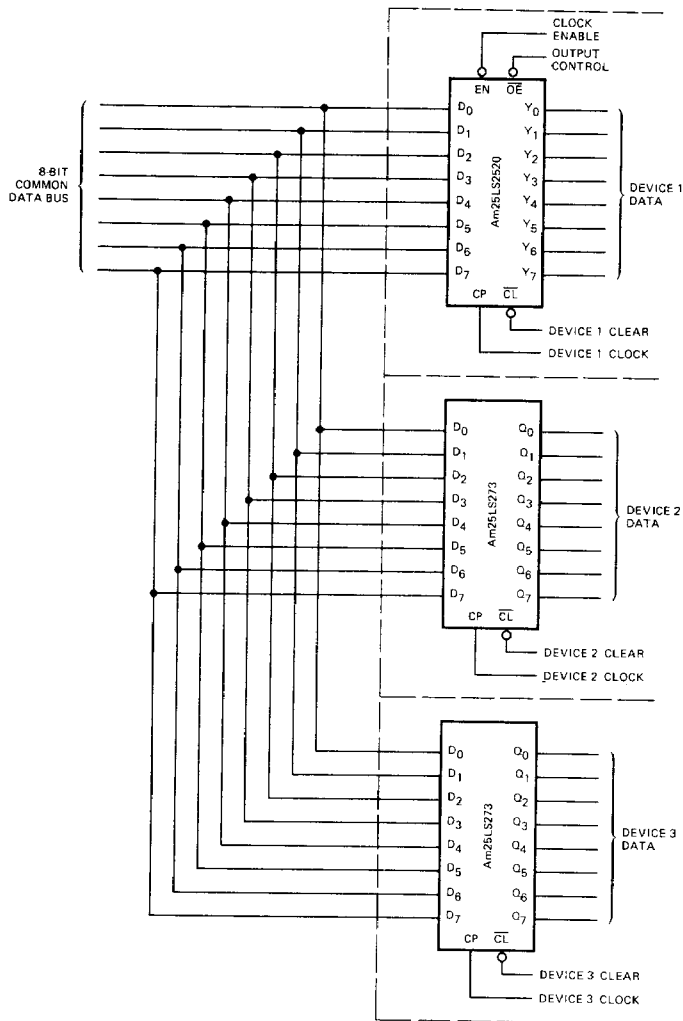 CLOCK
ENABLE
OUTPUT
CONTROL
EN O̅E̅
8-BIT
COMMON
DATA BUS
D0 Y0
D1 Y1
D2 Y2
D3 Y3
D4 Y4
D5 Y5
D6 Y6
D7 Y7
Am25LS2520
DEVICE 1
DATA
CP C̅L̅
DEVICE 1 CLEAR
DEVICE 1 CLOCK
D0 Q0
D1 Q1
D2 Q2
D3 Q3
D4 Q4
D5 Q5
D6 Q6
D7 Q7
Am25LS273
DEVICE 2
DATA
CP C̅L̅
DEVICE 2 CLEAR
DEVICE 2 CLOCK
D0 Q0
D1 Q1
D2 Q2
D3 Q3
D4 Q4
D5 Q5
D6 Q6
D7 Q7
Am25LS273
DEVICE 3
DATA
CP C̅L̅
DEVICE 3 CLEAR
DEVICE 3 CLOCK